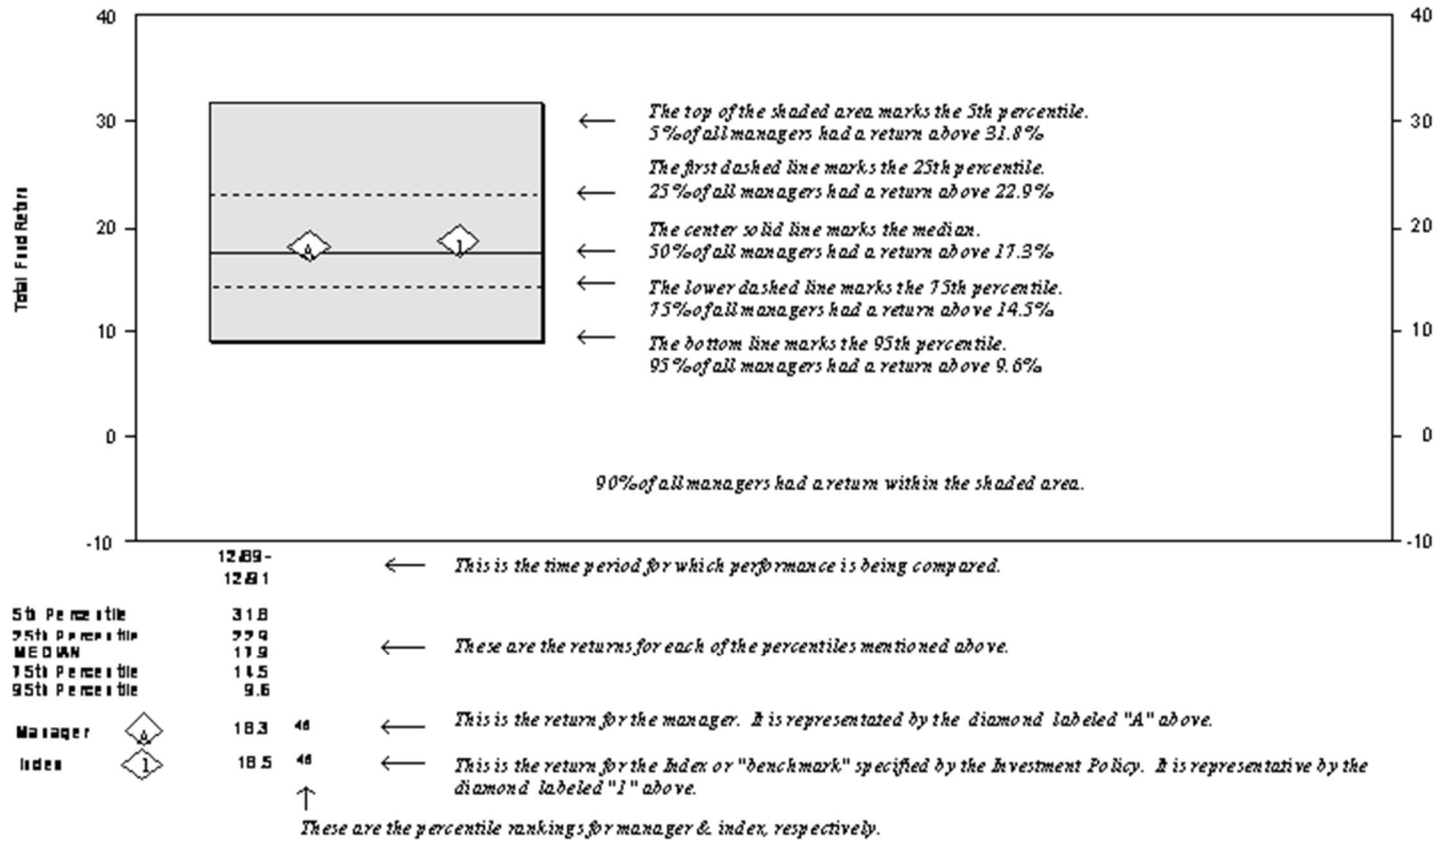 40 40
The top of the shaded area marks the 5th percentile.
30 30
5% of all managers had a return above 31.8%
The first dashed line marks the 25th percentile.
25% of all managers had a return above 22.9%
Total Fund Return
20 20
The center solid line marks the median.
A 1
50% of all managers had a return above 17.3%
The lower dashed line marks the 75th percentile.
75% of all managers had a return above 14.5%
10 10
The bottom line marks the 95th percentile.
95% of all managers had a return above 9.6%
0 0
90% of all managers had a return within the shaded area.
-10 -10
12/89-
This is the time period for which performance is being compared.
12/91
5th Percentile 31.8
25th Percentile 22.9
MEDIAN 17.9 These are the returns for each of the percentiles mentioned above.
75th Percentile 14.5
95th Percentile 9.6
Manager A 18.3 This is the return for the manager. It is representated by the diamond labeled "A" above.
Index 1 18.5 This is the return for the Index or "benchmark" specified by the Investment Policy. It is representative by the
diamond labeled "1" above.
These are the percentile rankings for manager & index, respectively.